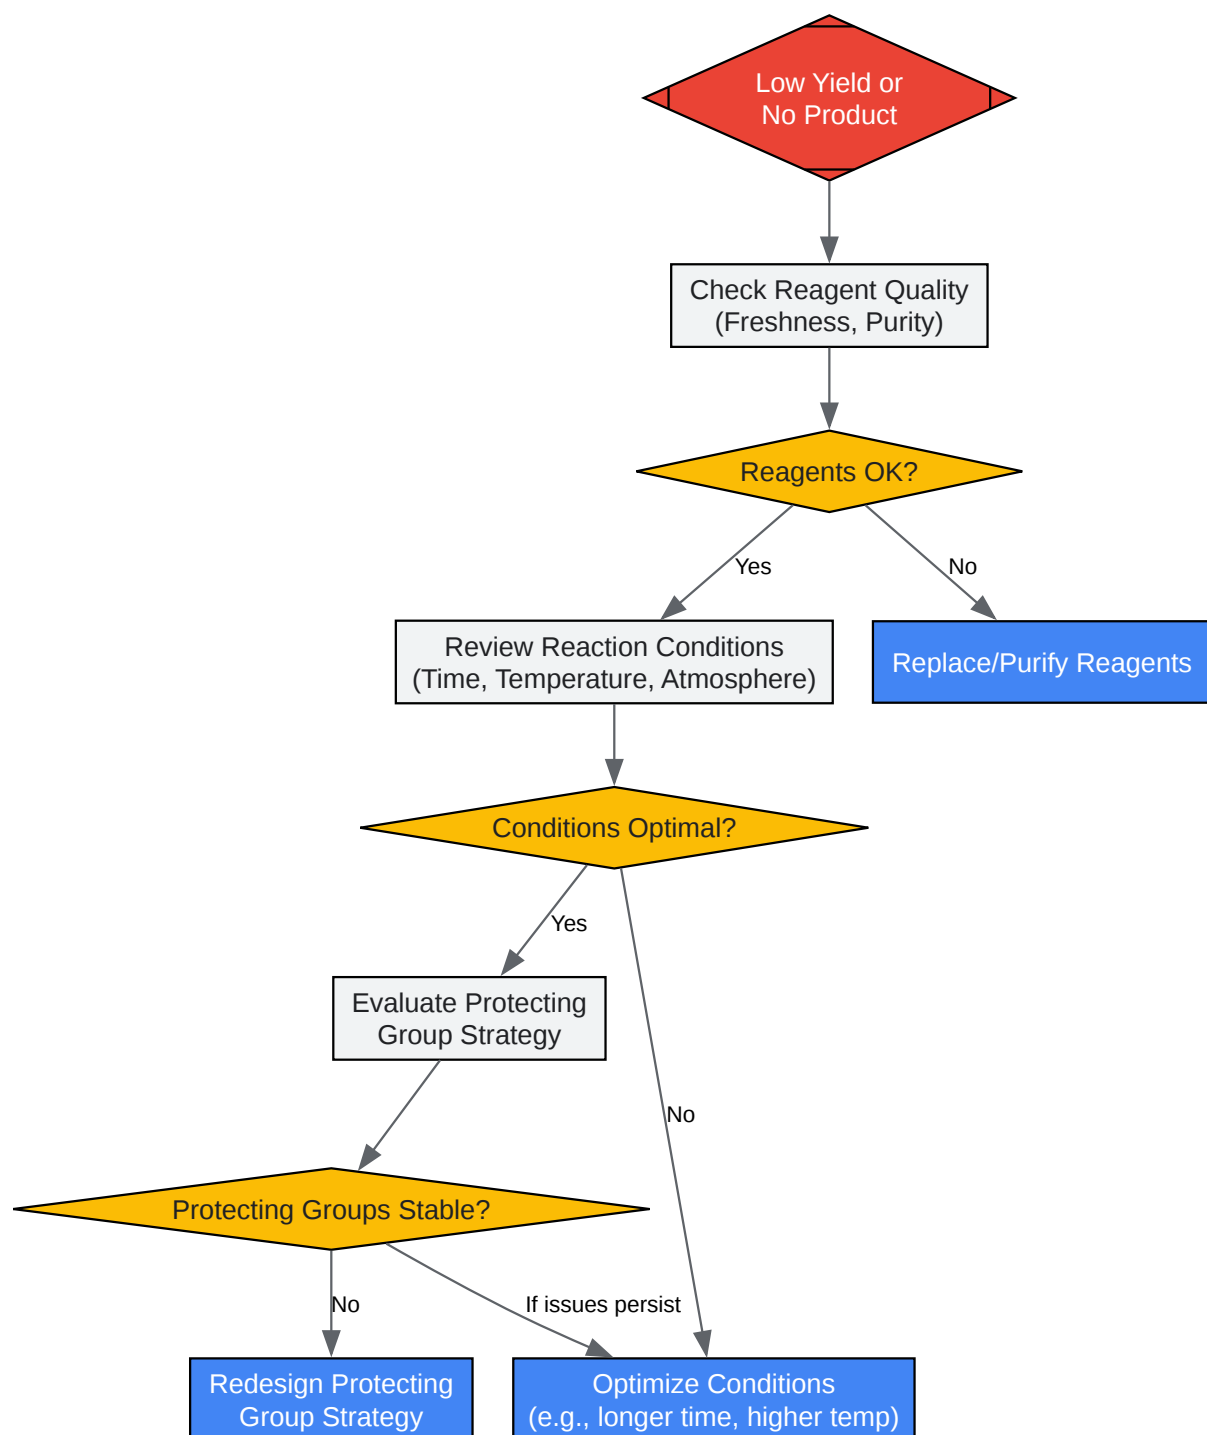 Low Yield or
No Product
Check Reagent Quality
(Freshness, Purity)
Reagents OK?
Yes
No
Review Reaction Conditions
(Time, Temperature, Atmosphere)
Replace/Purify Reagents
Conditions Optimal?
Yes
Evaluate Protecting
Group Strategy
No
Protecting Groups Stable?
No
If issues persist
Redesign Protecting
Group Strategy
Optimize Conditions
(e.g., longer time, higher temp)